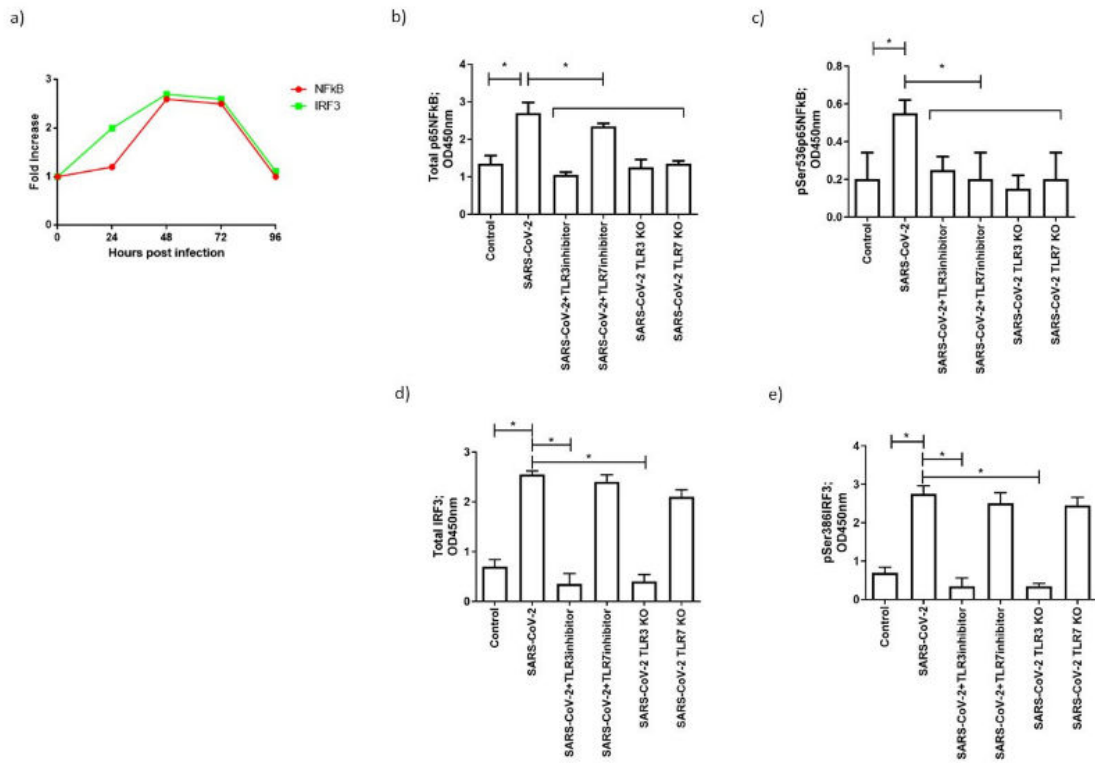 a)
3
2
1
0
Fold Increase
0 24 48 72 96
Hours post infection
NFkB
IRF3
b)
* *
4
3
2
1
0
Total p65NFkB;
OD450nm
Control
SARS-CoV-2
SARS-CoV-2+TLR3inhibitor
SARS-CoV-2+TLR7inhibitor
SARS-CoV-2 TLR3 KO
SARS-CoV-2 TLR7 KO
c)
*
*
0.8
0.6
0.4
0.2
0.0
pSer536p65NFkB;
OD450nm
Control
SARS-CoV-2
SARS-CoV-2+TLR3inhibitor
SARS-CoV-2+TLR7inhibitor
SARS-CoV-2 TLR3 KO
SARS-CoV-2 TLR7 KO
d)
*
*
*
3
2
1
0
Total IRF3;
OD450nm
Control
SARS-CoV-2
SARS-CoV-2+TLR3inhibitor
SARS-CoV-2+TLR7inhibitor
SARS-CoV-2 TLR3 KO
SARS-CoV-2 TLR7 KO
e)
*
*
*
4
3
2
1
0
pSer386IRF3;
OD450nm
Control
SARS-CoV-2
SARS-CoV-2+TLR3inhibitor
SARS-CoV-2+TLR7inhibitor
SARS-CoV-2 TLR3 KO
SARS-CoV-2 TLR7 KO